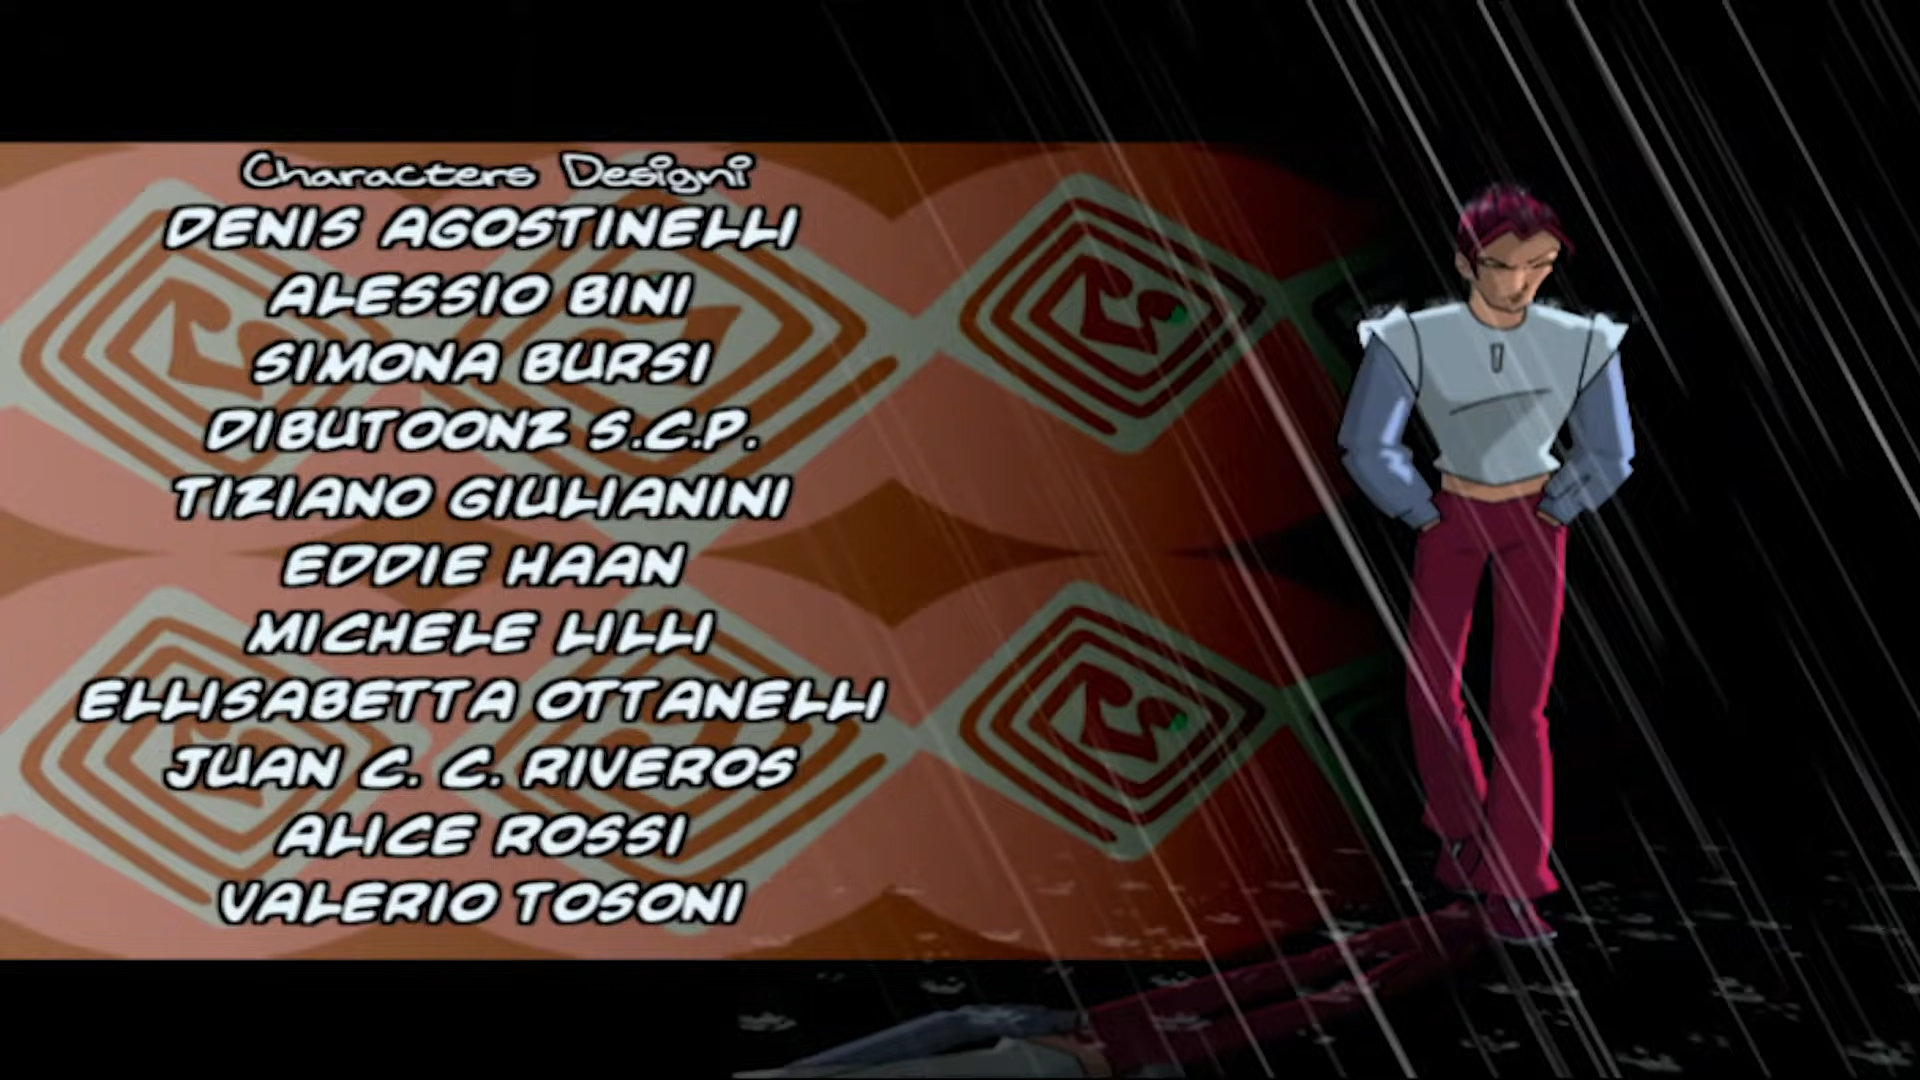 Characters Designi
DENIS AGOSTINELLI
ALESSIO BINI
SIMONA BURSI
DIBUTOONZ S.C.P.
TIZIANO GIULIANINI
EDDIE HAAN
MICHELE LILLI
ELLISABETTA OTTANELLI
JUAN C. C. RIVEROS
ALICE ROSSI
VALERIO TOSONI